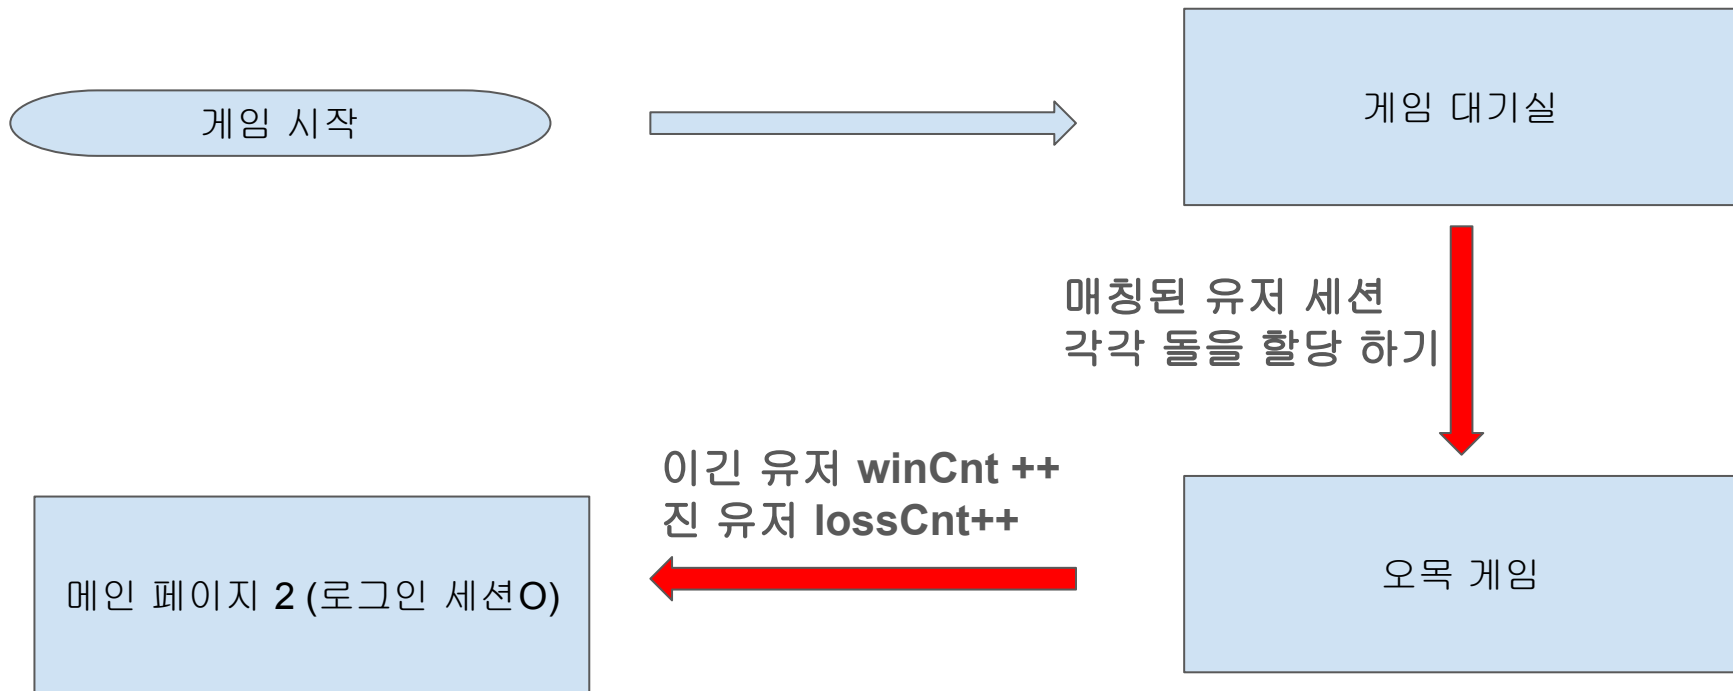 게임 시작
게임 대기실
매칭된 유저 세션
각각 돌을 할당 하기
이긴 유저 winCnt ++
진 유저 lossCnt++
메인 페이지 2 (로그인 세션O)
오목 게임